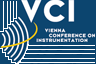 VCI
VIENNA
CONFERENCE ON
INSTRUMENTATION